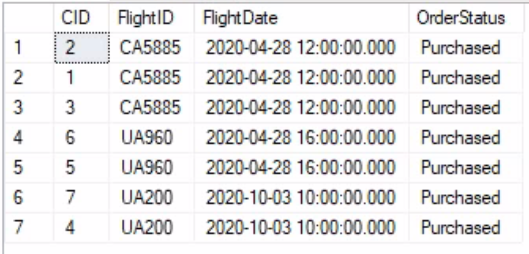 CID FlightID FlightDate OrderStatus
1 2 CA5885 2020-04-28 12:00:00.000 Purchased
2 1 CA5885 2020-04-28 12:00:00.000 Purchased
3 3 CA5885 2020-04-28 12:00:00.000 Purchased
4 6 UA960 2020-04-28 16:00:00.000 Purchased
5 5 UA960 2020-04-28 16:00:00.000 Purchased
6 7 UA200 2020-10-03 10:00:00.000 Purchased
7 4 UA200 2020-10-03 10:00:00.000 Purchased